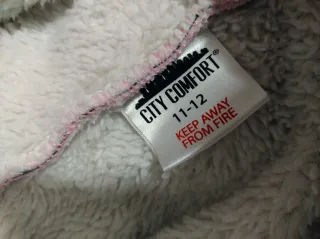 CITY COMFORT®
11-12
KEEP AWAY
FROM FIRE